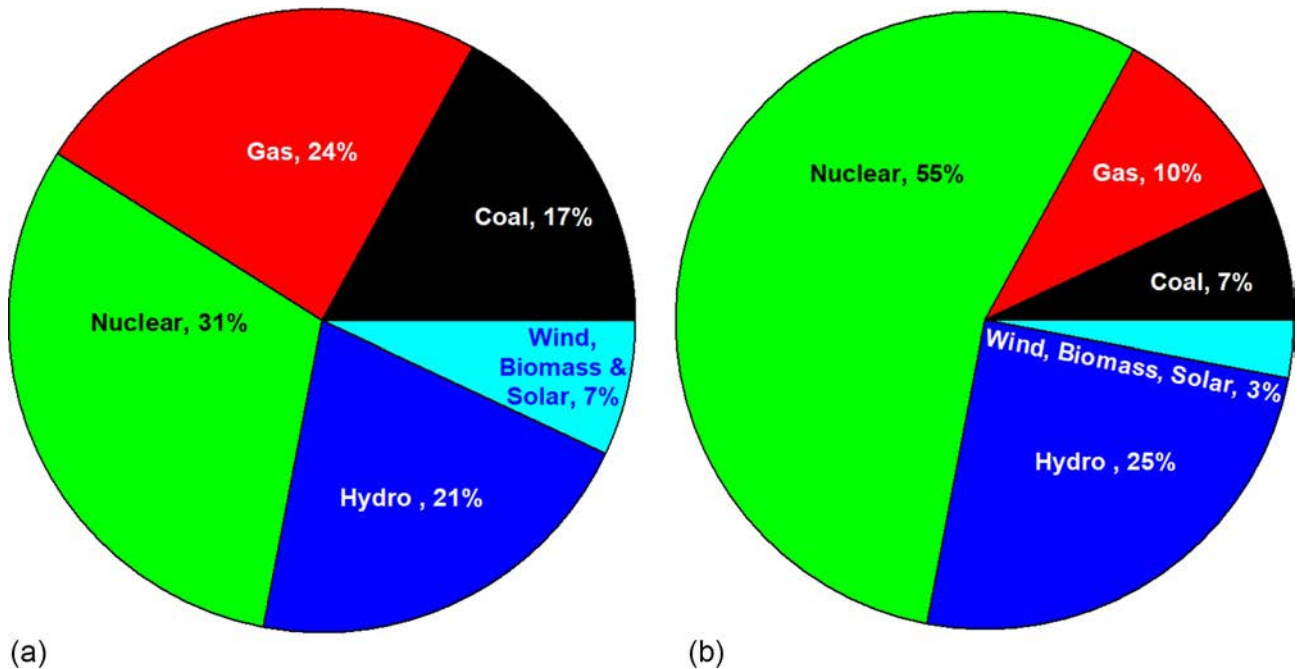 Gas, 24%
Coal, 17%
Nuclear, 31%
Wind,
Biomass &
Solar, 7%
Hydro , 21%
(a)
Nuclear, 55%
Gas, 10%
Coal, 7%
Wind, Biomass, Solar, 3%
Hydro , 25%
(b)